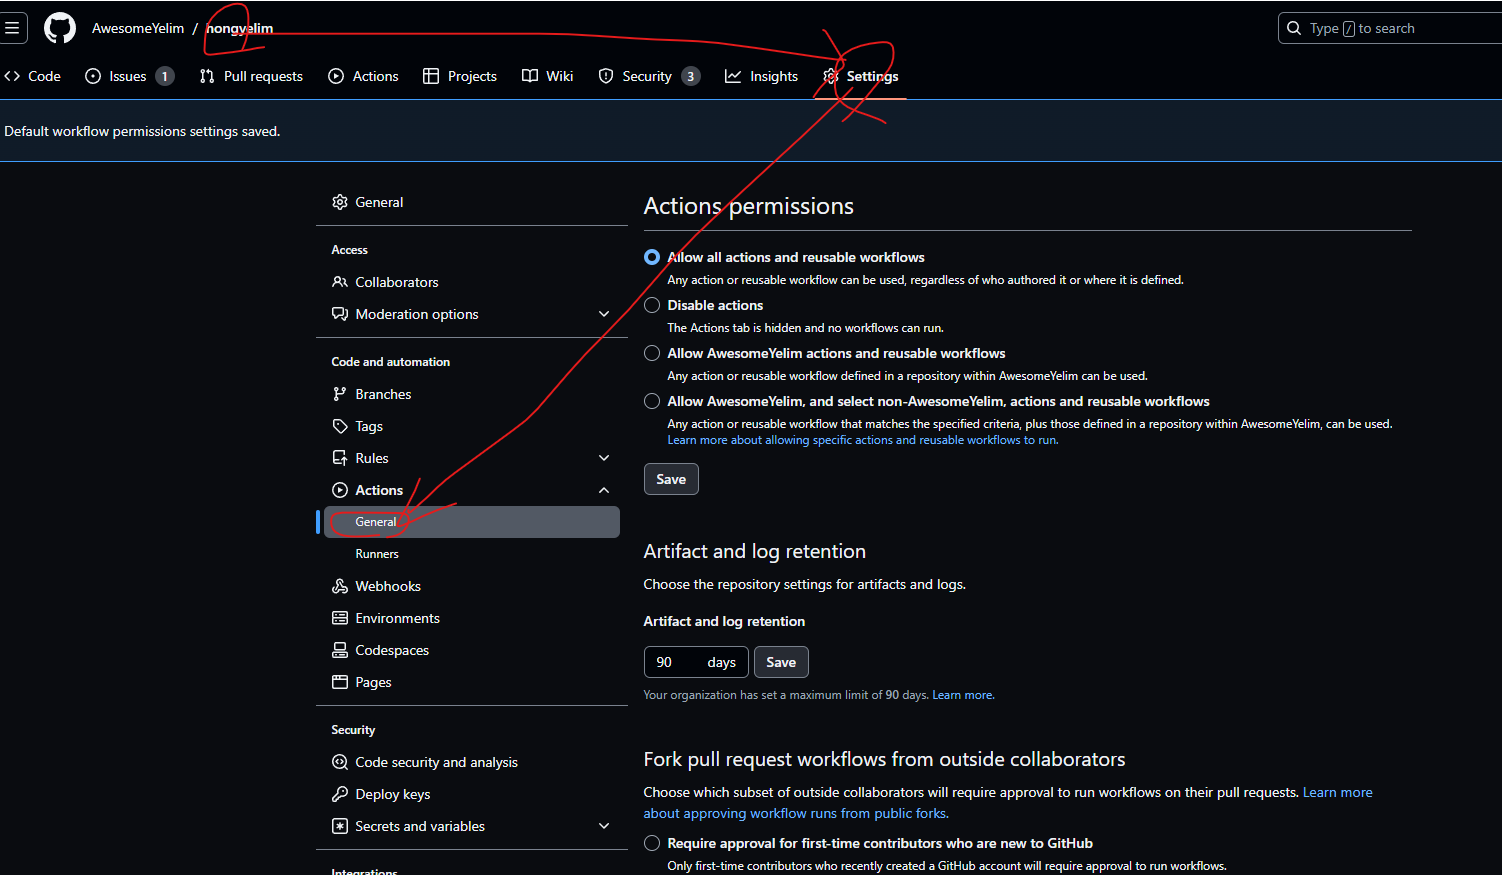 AwesomeYelim / hongyelim
Type / to search
Code Issues 1 Pull requests Actions Projects Wiki Security 3 Insights Settings
Default workflow permissions settings saved.
General
Access
Collaborators
Moderation options
Code and automation
Branches
Tags
Rules
Actions
General
Runners
Webhooks
Environments
Codespaces
Pages
Security
Code security and analysis
Deploy keys
Secrets and variables
Integrations
Actions permissions
Allow all actions and reusable workflows
Any action or reusable workflow can be used, regardless of who authored it or where it is defined.
Disable actions
The Actions tab is hidden and no workflows can run.
Allow AwesomeYelim actions and reusable workflows
Any action or reusable workflow defined in a repository within AwesomeYelim can be used.
Allow AwesomeYelim, and select non-AwesomeYelim, actions and reusable workflows
Any action or reusable workflow that matches the specified criteria, plus those defined in a repository within AwesomeYelim, can be used.
Learn more about allowing specific actions and reusable workflows to run.
Save
Artifact and log retention
Choose the repository settings for artifacts and logs.
Artifact and log retention
90 days Save
Your organization has set a maximum limit of 90 days. Learn more.
Fork pull request workflows from outside collaborators
Choose which subset of outside collaborators will require approval to run workflows on their pull requests. Learn more
about approving workflow runs from public forks.
Require approval for first-time contributors who are new to GitHub
Only first-time contributors who recently created a GitHub account will require approval to run workflows.